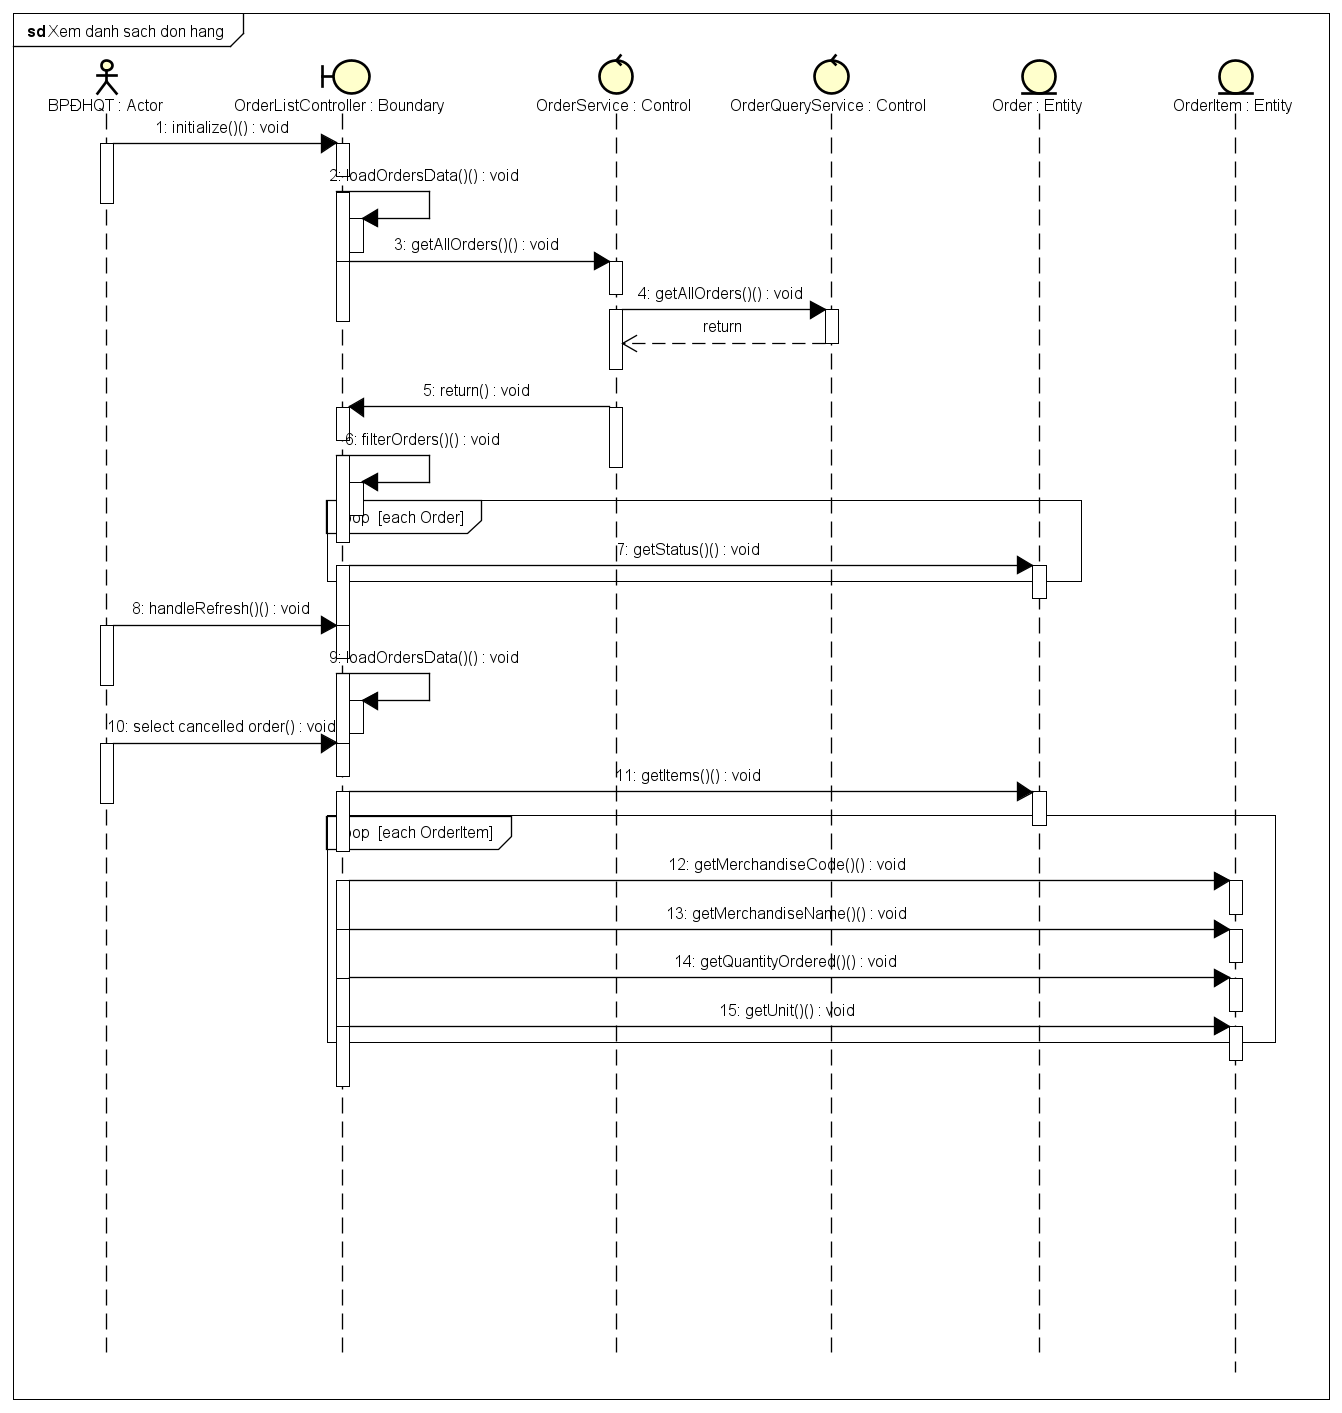 sd Xem danh sach don hang
BPĐHQT : Actor
OrderListController : Boundary
OrderService : Control
OrderQueryService : Control
Order : Entity
OrderItem : Entity
1: initialize()() : void
2: loadOrdersData()() : void
3: getAllOrders()() : void
4: getAllOrders()() : void
return
5: return() : void
6: filterOrders()() : void
loop [each Order]
7: getStatus()() : void
8: handleRefresh()() : void
9: loadOrdersData()() : void
10: select cancelled order() : void
11: getItems()() : void
loop [each OrderItem]
12: getMerchandiseCode()() : void
13: getMerchandiseName()() : void
14: getQuantityOrdered()() : void
15: getUnit()() : void